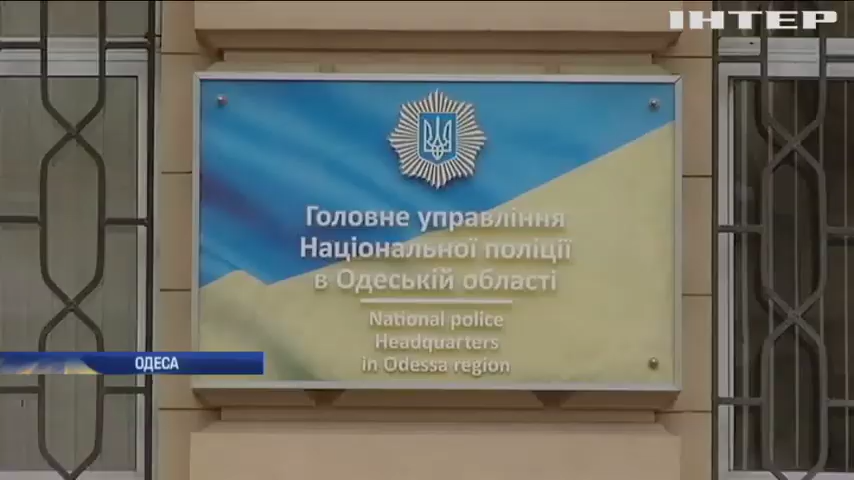 ІНТЕР
Головне управління
Національної поліції
в Одеській області
National police
Headquarters
in Odessa region
ОДЕСА